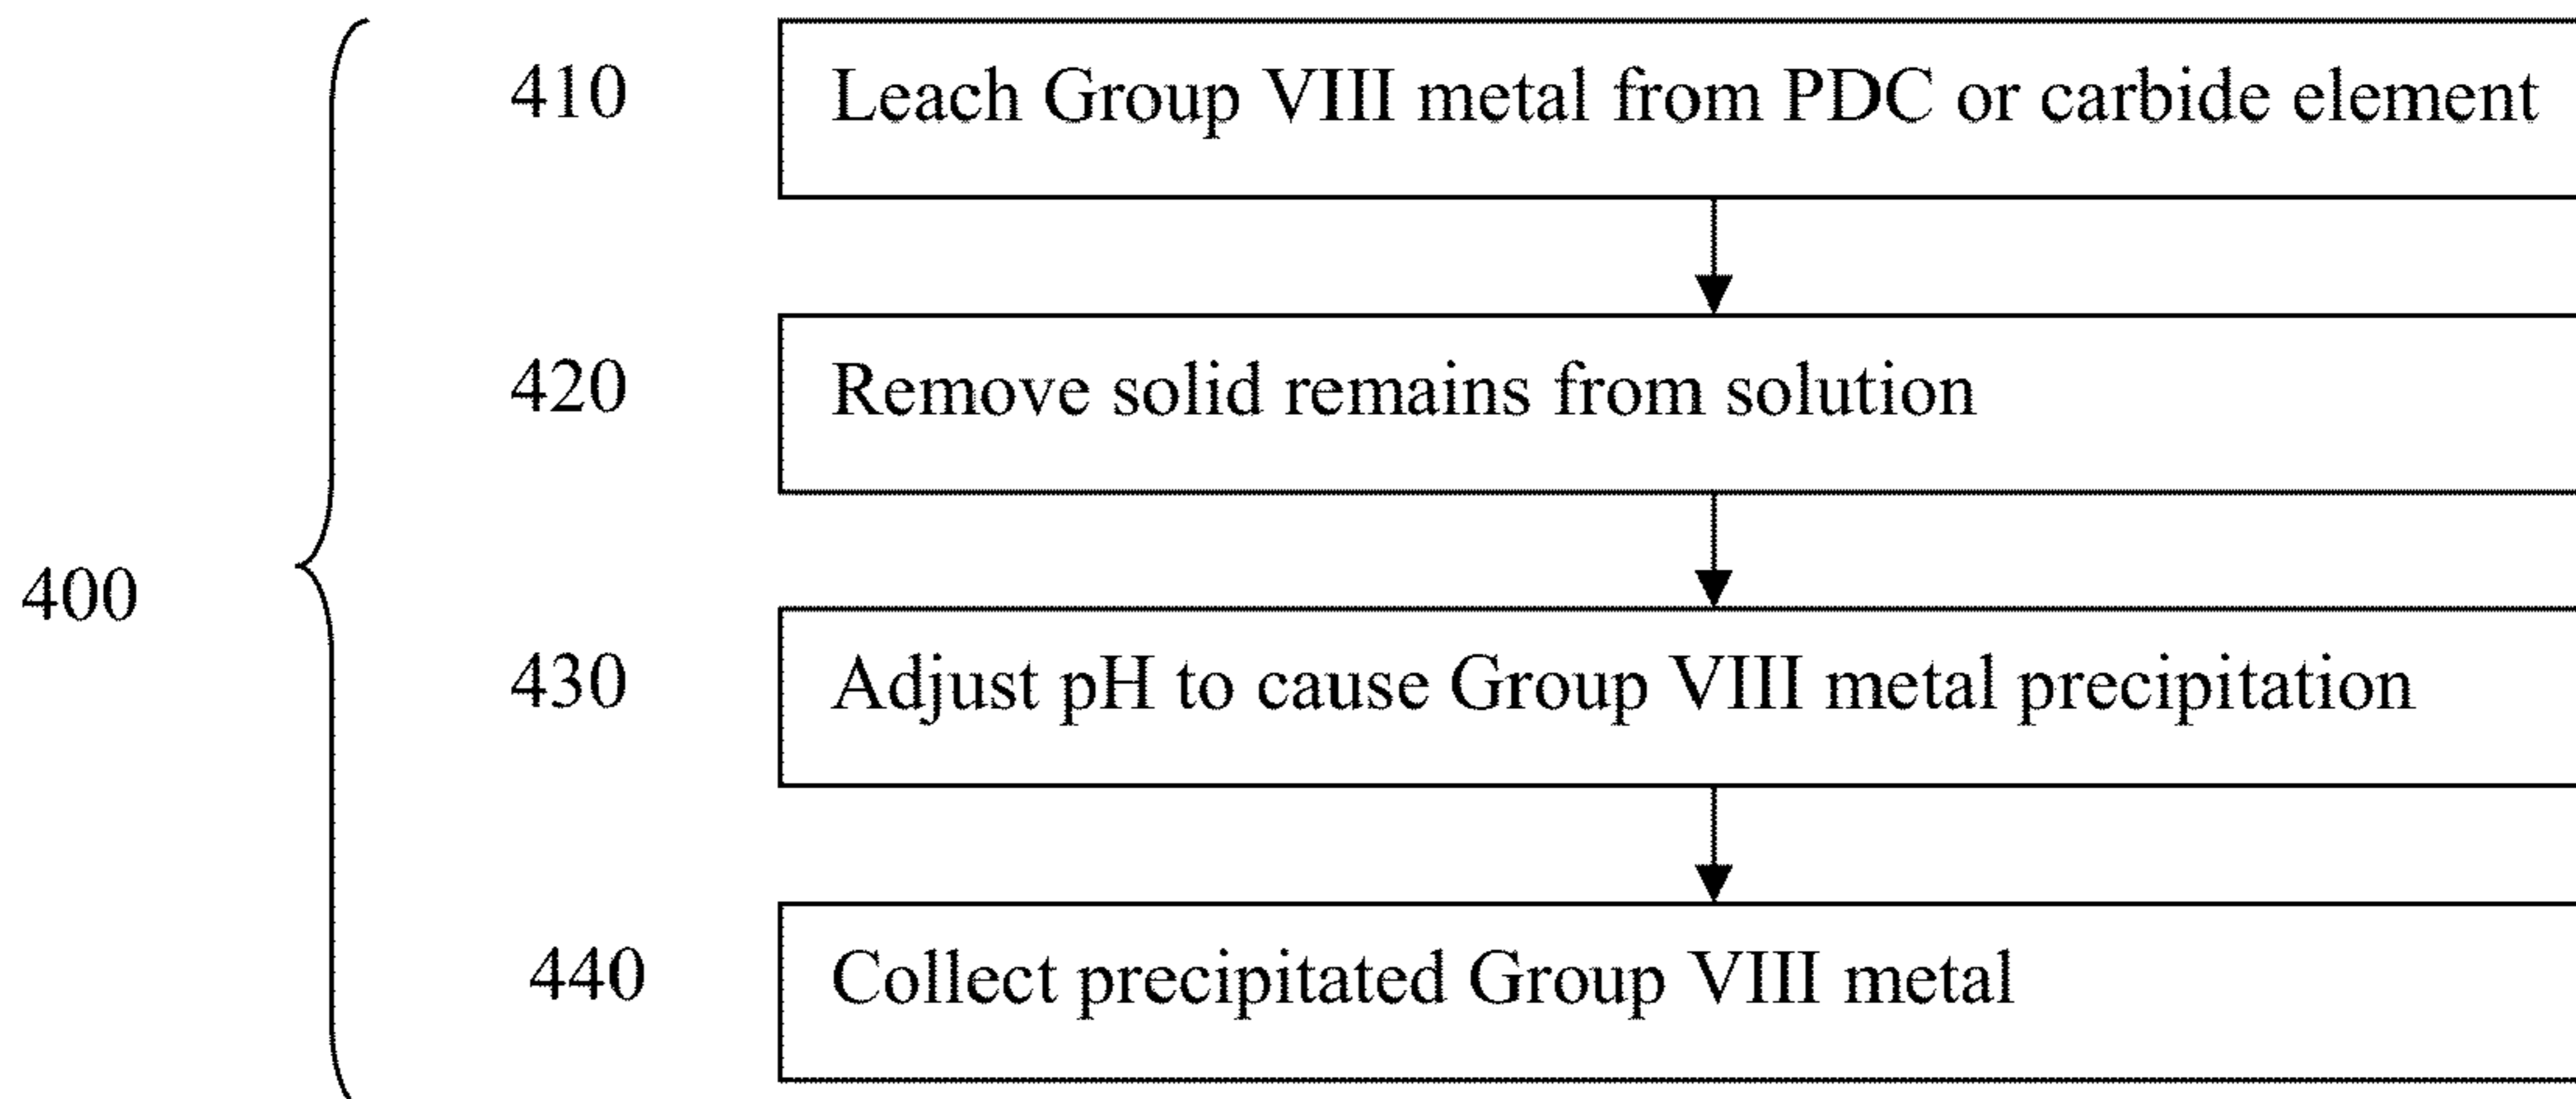 410 Leach Group VIII metal from PDC or carbide element
420 Remove solid remains from solution
400
430 Adjust pH to cause Group VIII metal precipitation
440 Collect precipitated Group VIII metal